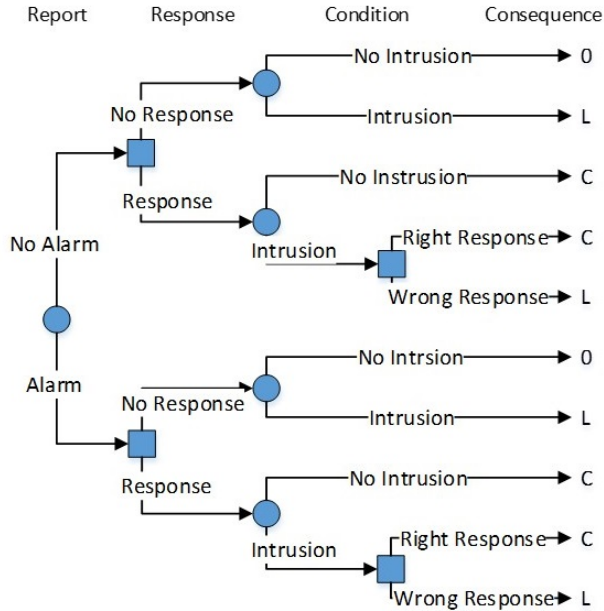 Report Response Condition Consequence
No Intrusion 0
No Response
Intrusion L
No Instrusion C
Response
Right Response C
No Alarm
Intrusion
Wrong Response L
No Intrsion 0
Alarm
No Response
Intrusion L
No Intrusion C
Response
Right Response C
Intrusion
Wrong Response L